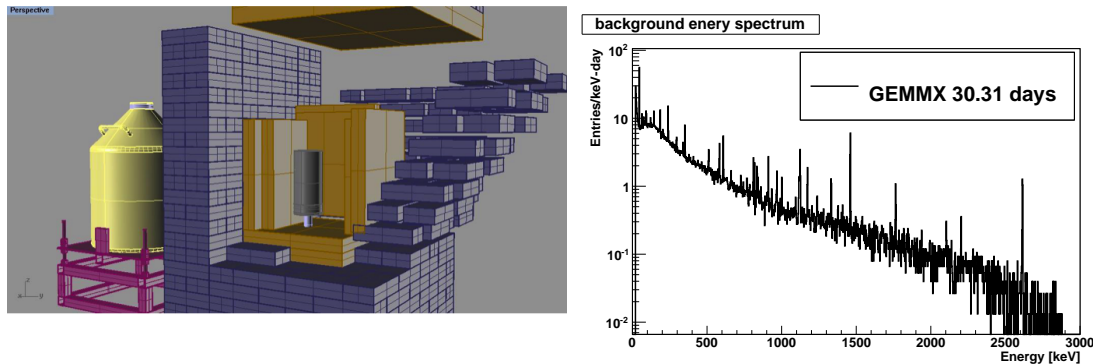 Perspective
z
x
y
background enery spectrum
Entries/keV-day
10²
10
1
10⁻¹
10⁻²
GEMMX 30.31 days
0
500
1000
1500
2000
2500
3000
Energy [keV]